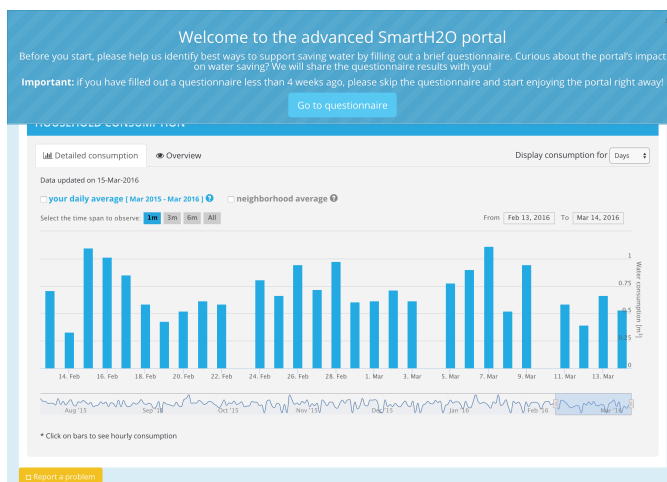 Welcome to the advanced SmartH2O portal
Before you start, please help us identify best ways to support saving water by filling out a brief questionnaire. Curious about the portal's impact
on water saving? We will share the questionnaire results with you!
Important: if you have filled out a questionnaire less than 4 weeks ago, please skip the questionnaire and start enjoying the portal right away!
Go to questionnaire
HOUSEHOLD CONSUMPTION
Detailed consumption Overview Display consumption for Days
Data updated on 15-Mar-2016
your daily average [ Mar 2015 - Mar 2016 ] ? neighborhood average ?
Select the time span to observe: 1m 3m 6m All From Feb 13, 2016 To Mar 14, 2016
1
0.75
0.5
0.25
0
Water consumption [m³]
14. Feb 16. Feb 18. Feb 20. Feb 22. Feb 24. Feb 26. Feb 28. Feb 1. Mar 3. Mar 5. Mar 7. Mar 9. Mar 11. Mar 13. Mar
Aug '15 Sep '15 Oct '15 Nov '15 Dec '15 Jan '16 Feb '16 Mar '16
* Click on bars to see hourly consumption
Report a problem